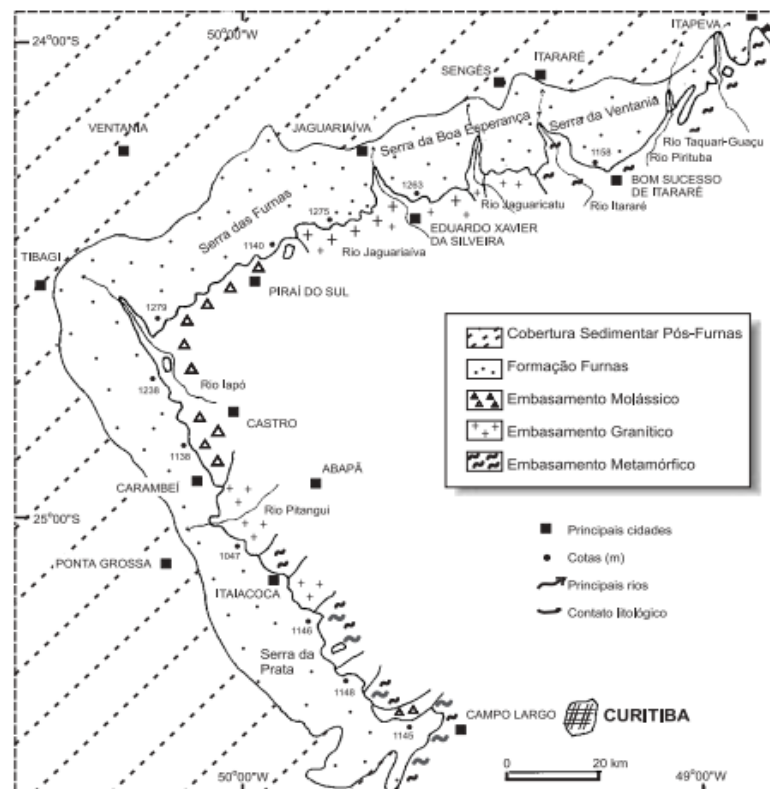 50°00"W
24°00"S
ITAPEVA
ITARARÉ
SENGÉS
VENTANIA
JAGUARIAÍVA
Serra da Boa Esperança
Serra da Ventania
1158
Rio Taquari-Guaçu
Rio Pirituba
BOM SUCESSO
DE ITARARÉ
1263
Rio Jaguaricatu
Rio Itararé
Serra das Furnas
1275
EDUARDO XAVIER
DA SILVEIRA
Rio Jaguariaíva
1140
TIBAGI
PIRAÍ DO SUL
1279
1238
Rio Iapó
CASTRO
1138
CARAMBEÍ
ABAPÃ
25°00"S
Rio Pitangui
1047
PONTA GROSSA
ITAIACOCA
1146
Serra da
Prata
1148
1145
CAMPO LARGO
CURITIBA
Cobertura Sedimentar Pós-Furnas
Formação Furnas
Embasamento Molássico
Embasamento Granítico
Embasamento Metamórfico
Principais cidades
Cotas (m)
Principais rios
Contato litológico
0
20 km
50°00"W
49°00"W